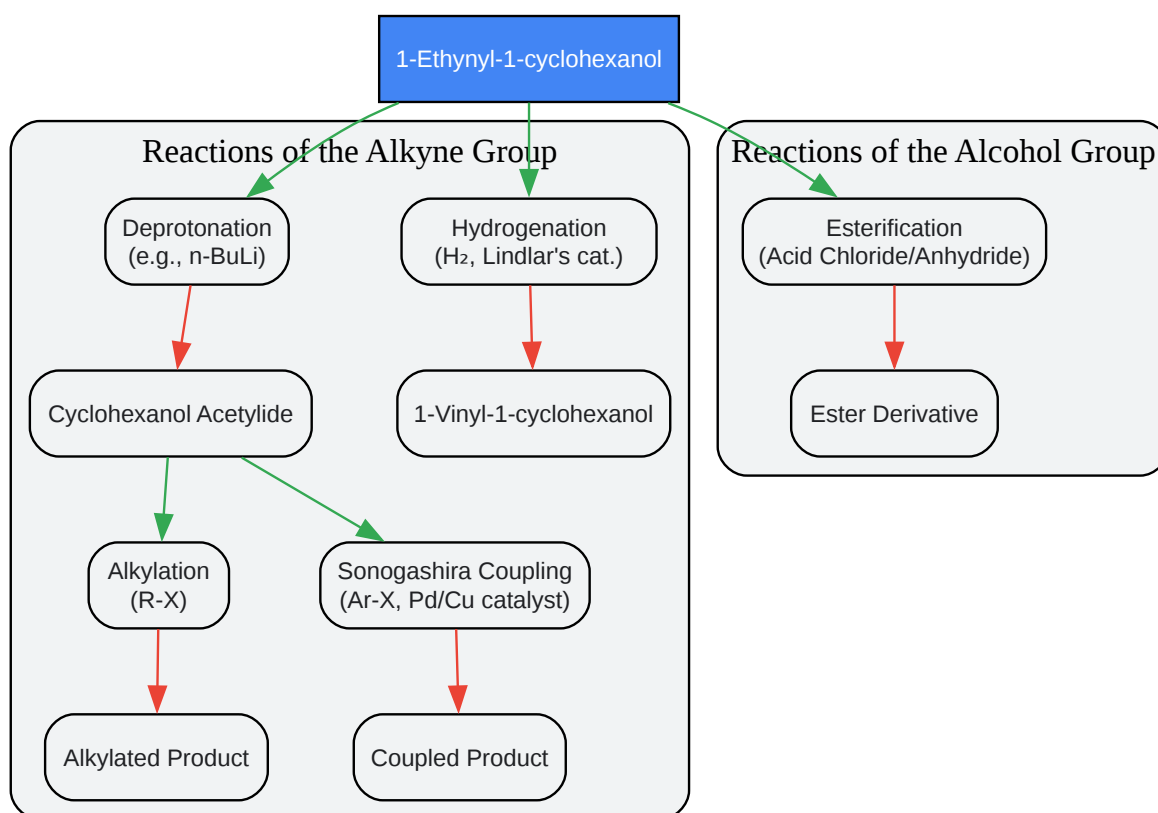 1-Ethynyl-1-cyclohexanol
Reactions of the Alkyne Group
Reactions of the Alcohol Group
Deprotonation
(e.g., n-BuLi)
Hydrogenation
(H₂, Lindlar's cat.)
Esterification
(Acid Chloride/Anhydride)
Cyclohexanol Acetylide
1-Vinyl-1-cyclohexanol
Ester Derivative
Alkylation
(R-X)
Sonogashira Coupling
(Ar-X, Pd/Cu catalyst)
Alkylated Product
Coupled Product